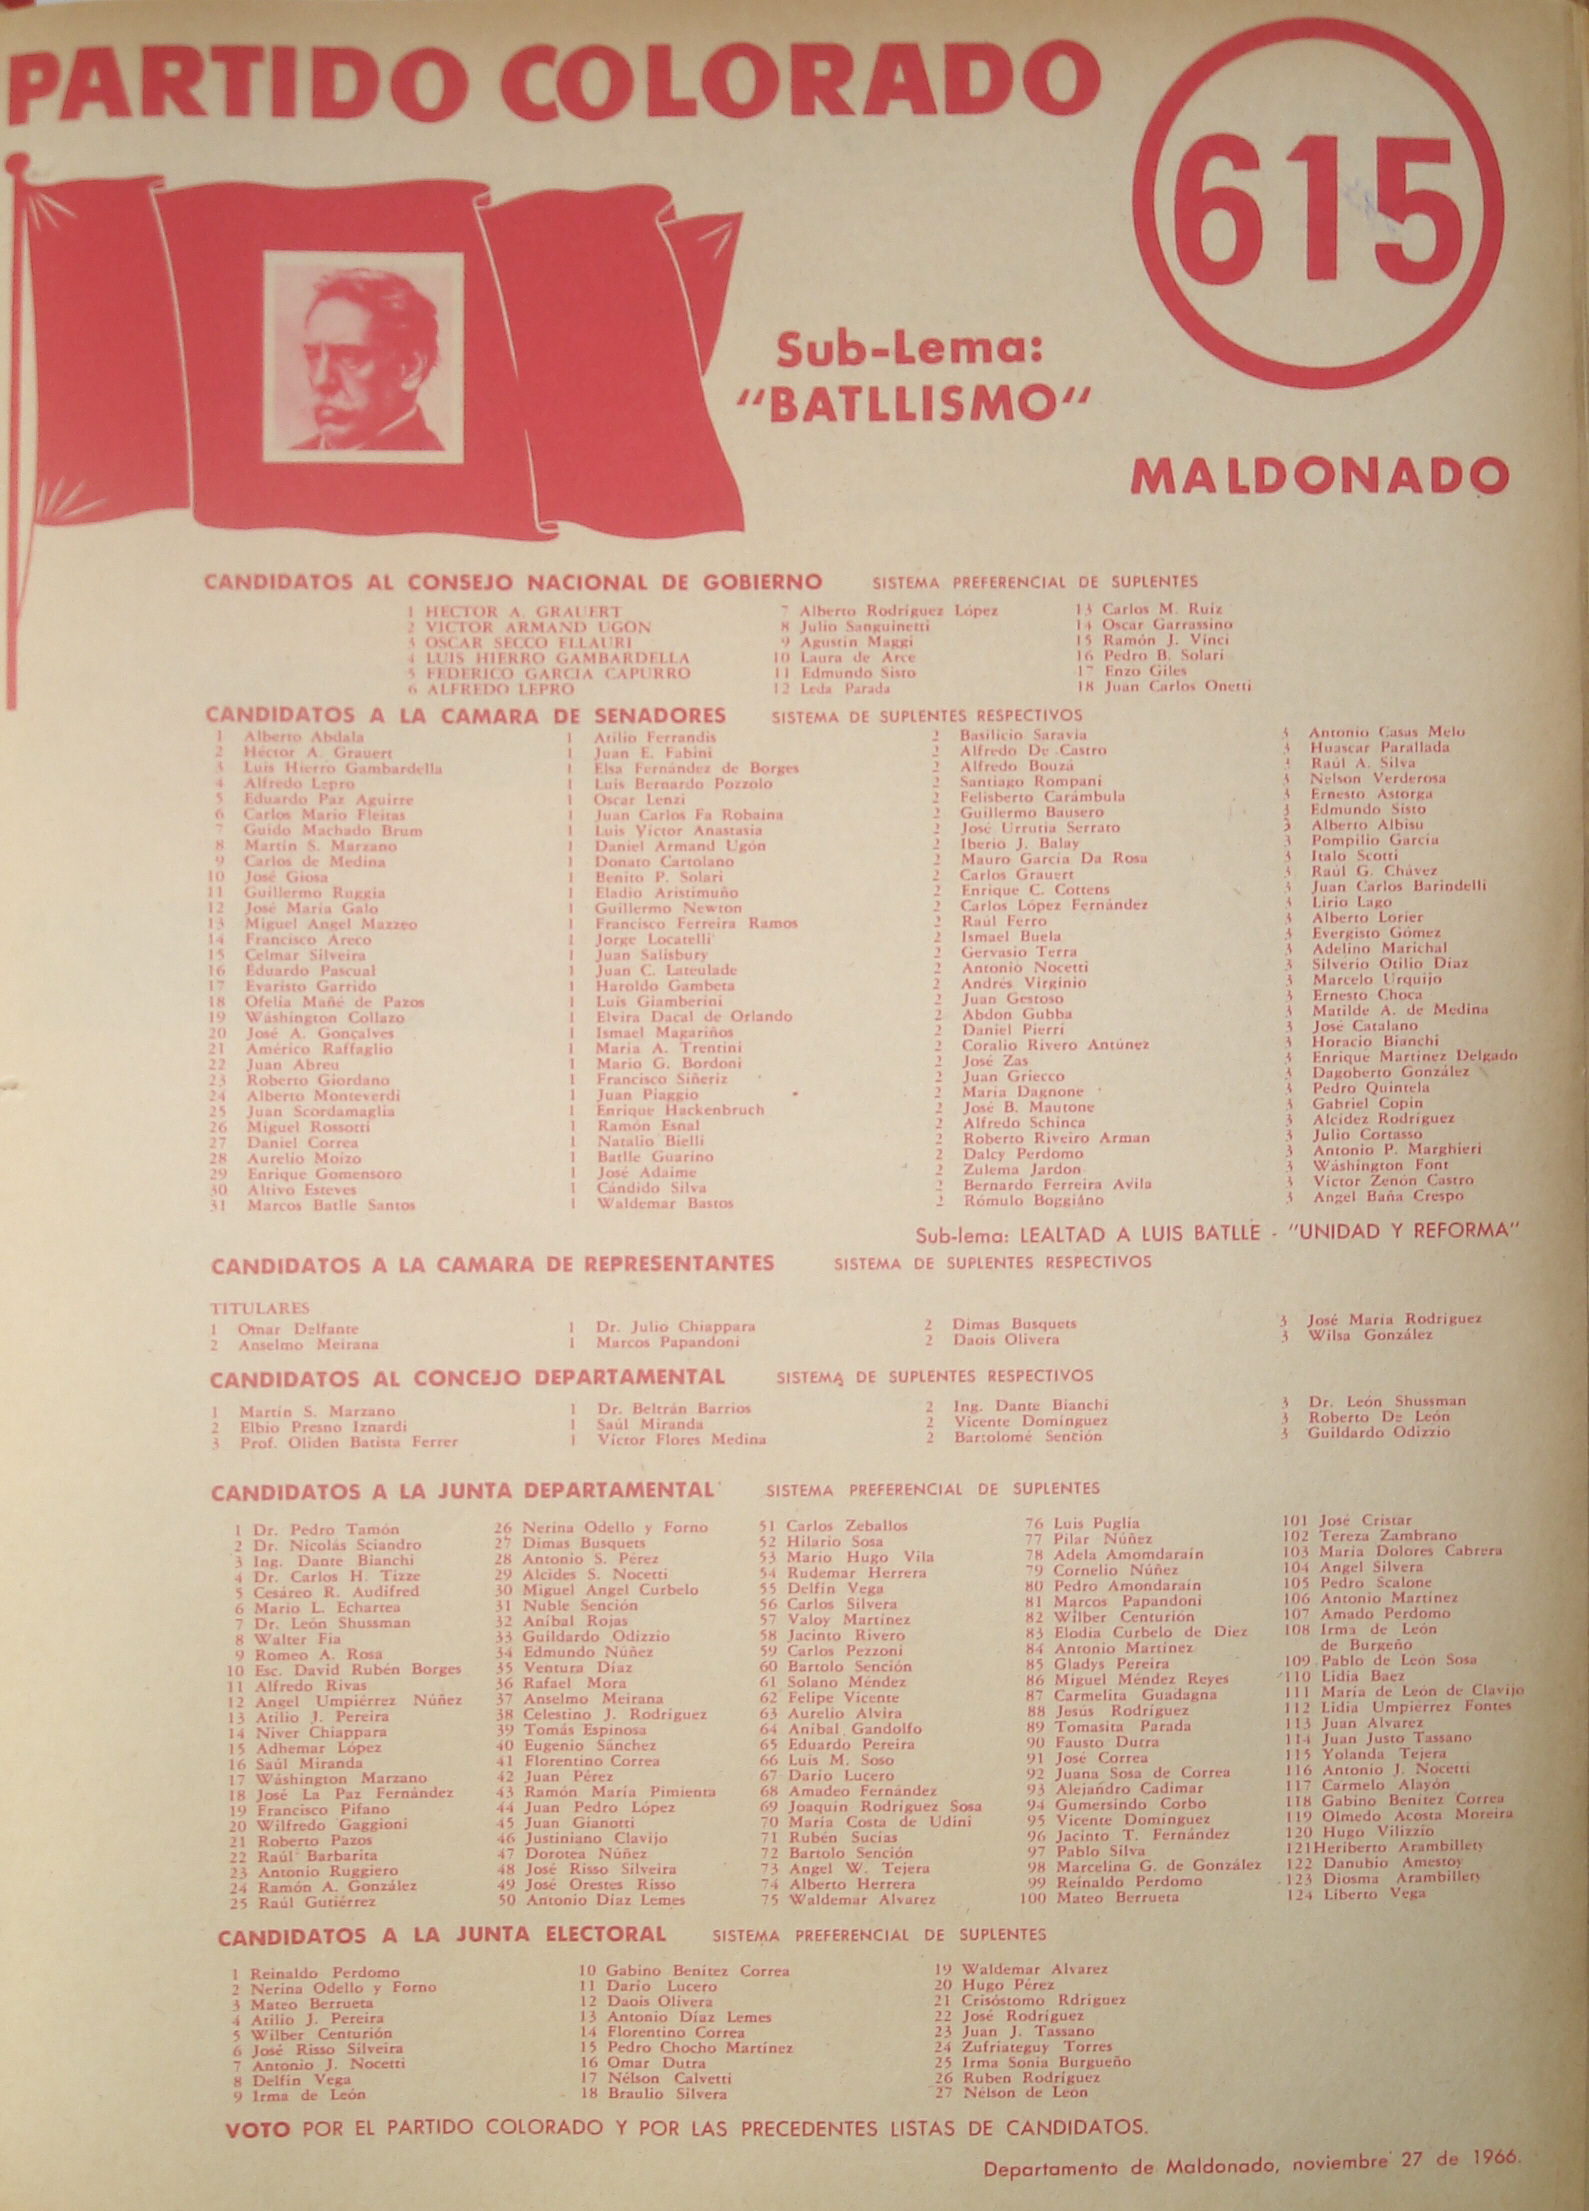 PARTIDO COLORADO
615
Sub-Lema:
"BATLLISMO"
MALDONADO
CANDIDATOS AL CONSEJO NACIONAL DE GOBIERNO SISTEMA PREFERENCIAL DE SUPLENTES
1 HECTOR A. GRAUERT
2 VICTOR ARMAND UGON
3 OSCAR SECCO ELLAURI
4 LUIS HIERRO GAMBARDELLA
5 FEDERICO GARCIA CAPURRO
6 ALFREDO LEPRO
7 Alberto Rodríguez López
8 Julio Sanguinetti
9 Agustín Maggi
10 Laura de Arce
11 Edmundo Sisto
12 Leda Parada
13 Carlos M. Ruiz
14 Oscar Garrassino
15 Ramón J. Vinci
16 Pedro B. Solari
17 Enzo Giles
18 Juan Carlos Onetti
CANDIDATOS A LA CAMARA DE SENADORES SISTEMA DE SUPLENTES RESPECTIVOS
1 Alberto Abdala
2 Héctor A. Grauert
3 Luis Hierro Gambardella
4 Alfredo Lepro
5 Eduardo Paz Aguirre
6 Carlos Mario Fleitas
7 Guido Machado Brum
8 Martín S. Marzano
9 Carlos de Medina
10 José Giosa
11 Guillermo Ruggia
12 José María Galo
13 Miguel Angel Mazzeo
14 Francisco Areco
15 Celmar Silveira
16 Eduardo Pascual
17 Evaristo Garrido
18 Ofelia Mañé de Pazos
19 Wáshington Collazo
20 José A. Gonçalves
21 Américo Raffaglio
22 Juan Abreu
23 Roberto Giordano
24 Alberto Monteverdi
25 Juan Scordamaglia
26 Miguel Rossotti
27 Daniel Correa
28 Aurelio Moizo
29 Enrique Gomensoro
30 Altivo Esteves
31 Marcos Batlle Santos
1 Atilio Ferrandis
1 Juan E. Fabini
1 Elsa Fernández de Borges
1 Luis Bernardo Pozzolo
1 Oscar Lenzi
1 Juan Carlos Fa Robaina
1 Luis Víctor Anastasía
1 Daniel Armand Ugón
1 Donato Cartolano
1 Benito P. Solari
1 Eladio Aristimuño
1 Guillermo Newton
1 Francisco Ferreira Ramos
1 Jorge Locatelli
1 Juan Salisbury
1 Juan C. Lateulade
1 Haroldo Gambeta
1 Luis Giamberini
1 Elvira Dacal de Orlando
1 Ismael Magariños
1 María A. Trentini
1 Mario G. Bordoni
1 Francisco Siñeriz
1 Juan Piaggio
1 Enrique Hackenbruch
1 Ramón Esnal
1 Natalio Bielli
1 Batlle Guarino
1 José Adaime
1 Cándido Silva
1 Waldemar Bastos
2 Basilicio Saravia
2 Alfredo De Castro
2 Alfredo Bouzá
2 Santiago Rompani
2 Felisberto Carámbula
2 Guillermo Bausero
2 José Urrutia Serrato
2 Iberio J. Balay
2 Mauro García Da Rosa
2 Carlos Grauert
2 Enrique C. Cottens
2 Carlos López Fernández
2 Raúl Ferro
2 Ismael Buela
2 Gervasio Terra
2 Antonio Nocetti
2 Andrés Virginio
2 Juan Gestoso
2 Abdon Gubba
2 Daniel Pierri
2 Coralio Rivero Antúnez
2 José Zas
2 Juan Griecco
2 María Dagnone
2 José B. Mautone
2 Alfredo Schinca
2 Roberto Riveiro Arman
2 Dalcy Perdomo
2 Zulema Jardon
2 Bernardo Ferreira Avila
2 Rómulo Boggiáno
3 Antonio Casas Melo
3 Huascar Parallada
3 Raúl A. Silva
3 Nelson Verderosa
3 Ernesto Astorga
3 Edmundo Sisto
3 Alberto Albisu
3 Pompilio García
3 Italo Scotti
3 Raúl G. Chávez
3 Juan Carlos Barindelli
3 Lirio Lago
3 Alberto Lorier
3 Evergisto Gómez
3 Adelino Marichal
3 Silverio Otilio Díaz
3 Marcelo Urquijo
3 Ernesto Choca
3 Matilde A. de Medina
3 José Catalano
3 Horacio Bianchi
3 Enrique Martínez Delgado
3 Dagoberto González
3 Pedro Quintela
3 Gabriel Copin
3 Alcídez Rodríguez
3 Julio Cortasso
3 Antonio P. Marghieri
3 Wáshington Font
3 Víctor Zenón Castro
3 Angel Baña Crespo
Sub-lema: LEALTAD A LUIS BATLLE - "UNIDAD Y REFORMA"
CANDIDATOS A LA CAMARA DE REPRESENTANTES SISTEMA DE SUPLENTES RESPECTIVOS
TITULARES
1 Omar Delfante
2 Anselmo Meirana
1 Dr. Julio Chiappara
1 Marcos Papandoni
2 Dimas Busquets
2 Daoís Olivera
3 José María Rodríguez
3 Wilsa González
CANDIDATOS AL CONCEJO DEPARTAMENTAL SISTEMA DE SUPLENTES RESPECTIVOS
1 Martín S. Marzano
2 Elbio Presno Iznardi
3 Prof. Oliden Batista Ferrer
1 Dr. Beltrán Barrios
1 Saúl Miranda
1 Víctor Flores Medina
2 Ing. Dante Bianchi
2 Vicente Domínguez
2 Bartolomé Sención
3 Dr. León Shussman
3 Roberto De León
3 Guildardo Odizzio
CANDIDATOS A LA JUNTA DEPARTAMENTAL SISTEMA PREFERENCIAL DE SUPLENTES
1 Dr. Pedro Tamón
2 Dr. Nicolás Sciandro
3 Ing. Dante Bianchi
4 Dr. Carlos H. Tizze
5 Cesáreo R. Audifred
6 Mario L. Echartea
7 Dr. León Shussman
8 Walter Fia
9 Romeo A. Rosa
10 Esc. David Rubén Borges
11 Alfredo Rivas
12 Angel Umpiérrez Núñez
13 Atilio J. Pereira
14 Niver Chiappara
15 Adhemar López
16 Saúl Miranda
17 Wáshington Marzano
18 José La Paz Fernández
19 Francisco Pífano
20 Wilfredo Gaggioni
21 Roberto Pazos
22 Raúl Barbarita
23 Antonio Ruggiero
24 Ramón A. González
25 Raúl Gutiérrez
26 Nerina Odello y Forno
27 Dimas Busquets
28 Antonio S. Pérez
29 Alcides S. Nocetti
30 Miguel Angel Curbelo
31 Nuble Sención
32 Aníbal Rojas
33 Guildardo Odizzio
34 Edmundo Núñez
35 Ventura Díaz
36 Rafael Mora
37 Anselmo Meirana
38 Celestino J. Rodríguez
39 Tomás Espinosa
40 Eugenio Sánchez
41 Florentino Correa
42 Juan Pérez
43 Ramón María Pimienta
44 Juan Pedro López
45 Juan Gianotti
46 Justiniano Clavijo
47 Dorotea Núñez
48 José Risso Silveira
49 José Orestes Risso
50 Antonio Díaz Lemes
51 Carlos Zeballos
52 Hilario Sosa
53 Mario Hugo Vila
54 Rudemar Herrera
55 Delfín Vega
56 Carlos Silvera
57 Valoy Martínez
58 Jacinto Rivero
59 Carlos Pezzoni
60 Bartolo Sención
61 Solano Méndez
62 Felipe Vicente
63 Aurelio Alvira
64 Aníbal Gandolfo
65 Eduardo Pereira
66 Luis M. Soso
67 Darío Lucero
68 Amadeo Fernández
69 Joaquín Rodríguez Sosa
70 María Costa de Udini
71 Rubén Sucías
72 Bartolo Sención
73 Angel W. Tejera
74 Alberto Herrera
75 Waldemar Alvarez
76 Luis Puglia
77 Pilar Núñez
78 Adela Amomdaraín
79 Cornelio Núñez
80 Pedro Amondaraín
81 Marcos Papandoni
82 Wilber Centurión
83 Elodia Curbelo de Diez
84 Antonio Martínez
85 Gladys Pereira
86 Miguel Méndez Reyes
87 Carmelita Guadagna
88 Jesús Rodríguez
89 Tomasita Parada
90 Fausto Dutra
91 José Correa
92 Juana Sosa de Correa
93 Alejandro Cadimar
94 Gumersindo Corbo
95 Vicente Domínguez
96 Jacinto T. Fernández
97 Pablo Silva
98 Marcelina G. de González
99 Reinaldo Perdomo
100 Mateo Berrueta
101 José Cristar
102 Tereza Zambrano
103 María Dolores Cabrera
104 Angel Silvera
105 Pedro Scalone
106 Antonio Martínez
107 Amado Perdomo
108 Irma de León
de Burgeño
109 Pablo de León Sosa
110 Lidia Baez
111 María de León de Clavijo
112 Lidia Umpiérrez Fontes
113 Juan Alvarez
114 Juan Justo Tassano
115 Yolanda Tejera
116 Antonio J. Nocetti
117 Carmelo Alayón
118 Gabino Benítez Correa
119 Olmedo Acosta Moreira
120 Hugo Vilizzio
121 Heriberto Arambillety
122 Danubio Amestoy
123 Diosma Arambillety
124 Liberto Vega
CANDIDATOS A LA JUNTA ELECTORAL SISTEMA PREFERENCIAL DE SUPLENTES
1 Reinaldo Perdomo
2 Nerina Odello y Forno
3 Mateo Berrueta
4 Atilio J. Pereira
5 Wilber Centurión
6 José Risso Silveira
7 Antonio J. Nocetti
8 Delfín Vega
9 Irma de León
10 Gabino Benítez Correa
11 Darío Lucero
12 Daoís Olivera
13 Antonio Díaz Lemes
14 Florentino Correa
15 Pedro Chocho Martínez
16 Omar Dutra
17 Nélson Calvetti
18 Braulio Silvera
19 Waldemar Alvarez
20 Hugo Pérez
21 Crisóstomo Rdríguez
22 José Rodríguez
23 Juan J. Tassano
24 Zufriateguy Torres
25 Irma Sonia Burgueño
26 Ruben Rodríguez
27 Nélson de León
VOTO POR EL PARTIDO COLORADO Y POR LAS PRECEDENTES LISTAS DE CANDIDATOS.
Departamento de Maldonado, noviembre 27 de 1966.